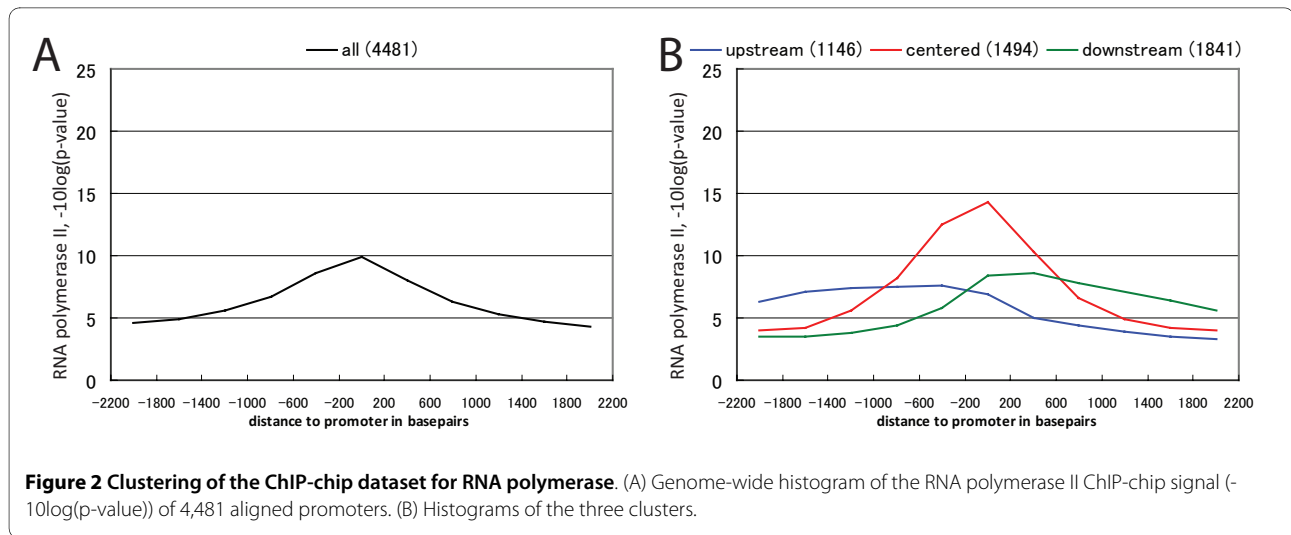 A
all (4481)
RNA polymerase II, -10log(p-value)
25
20
15
10
5
0
-2200 -1800 -1400 -1000 -600 -200 200 600 1000 1400 1800 2200
distance to promoter in basepairs
B
upstream (1146) centered (1494) downstream (1841)
RNA polymerase II, -10log(p-value)
25
20
15
10
5
0
-2200 -1800 -1400 -1000 -600 -200 200 600 1000 1400 1800 2200
distance to promoter in basepairs
Figure 2 Clustering of the ChIP-chip dataset for RNA polymerase. (A) Genome-wide histogram of the RNA polymerase II ChIP-chip signal (-
10log(p-value)) of 4,481 aligned promoters. (B) Histograms of the three clusters.